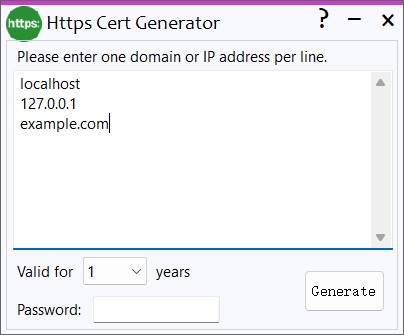 https: Https Cert Generator ? − ×
Please enter one domain or IP address per line.
localhost
127.0.0.1
example.com
Valid for 1 years
Password:
Generate